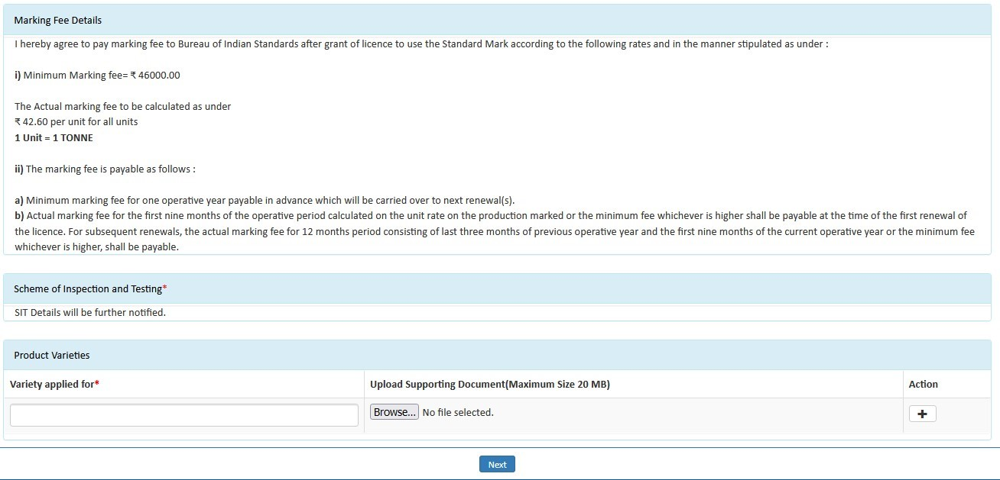 Marking Fee Details
I hereby agree to pay marking fee to Bureau of Indian Standards after grant of licence to use the Standard Mark according to the following rates and in the manner stipulated as under :
i) Minimum Marking fee= ₹ 46000.00
The Actual marking fee to be calculated as under
₹ 42.60 per unit for all units
1 Unit = 1 TONNE
ii) The marking fee is payable as follows :
a) Minimum marking fee for one operative year payable in advance which will be carried over to next renewal(s).
b) Actual marking fee for the first nine months of the operative period calculated on the unit rate on the production marked or the minimum fee whichever is higher shall be payable at the time of the first renewal of
the licence. For subsequent renewals, the actual marking fee for 12 months period consisting of last three months of previous operative year and the first nine months of the current operative year or the minimum fee
whichever is higher, shall be payable.
Scheme of Inspection and Testing*
SIT Details will be further notified.
Product Varieties
Variety applied for* Upload Supporting Document(Maximum Size 20 MB) Action
Browse... No file selected.
Next